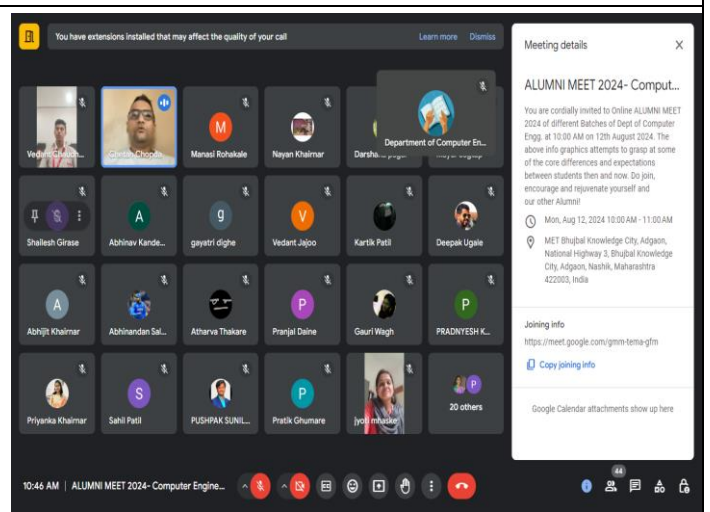 You have extensions installed that may affect the quality of your call
Learn more Dismiss
Department of Computer En...
M
Manasi Rohakale
Nayan Khairnar
Shailesh Girase
A
Abhinav Kande...
g
gayatri dighe
V
Vedant Jajoo
Kartik Patil
Deepak Ugale
A
Abhijit Khairnar
Abhinandan Sal...
Atharva Thakare
P
Pranjal Daine
Gauri Wagh
P
PRADNYESH K...
Priyanka Khairnar
S
Sahil Patil
PUSHPAK SUNIL...
P
Pratik Ghumare
jyoti mhaske
P
20 others
10:46 AM | ALUMNI MEET 2024- Computer Engine...
44
Meeting details
ALUMNI MEET 2024- Comput...
You are cordially invited to Online ALUMNI MEET
2024 of different Batches of Dept of Computer
Engg. at 10:00 AM on 12th August 2024. The
above info graphics attempts to grasp at some
of the core differences and expectations
between students then and now. Do join,
encourage and rejuvenate yourself and
our other Alumni!
Mon, Aug 12, 2024 10:00 AM - 11:00 AM
MET Bhujbal Knowledge City, Adgaon,
National Highway 3, Bhujbal Knowledge
City, Adgaon, Nashik, Maharashtra
422003, India
Joining info
https://meet.google.com/gmm-tema-gfm
Copy joining info
Google Calendar attachments show up here